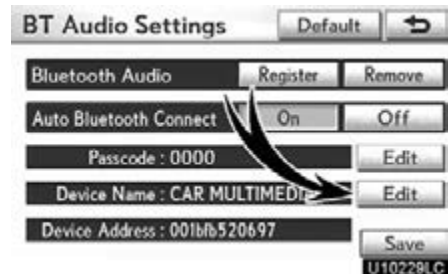 BT Audio Settings Default
Bluetooth Audio Register Remove
Auto Bluetooth Connect On Off
Passcode : 0000 Edit
Device Name : CAR MULTIMEDIA Edit
Device Address : 001bfb520697
Save
U10229LC